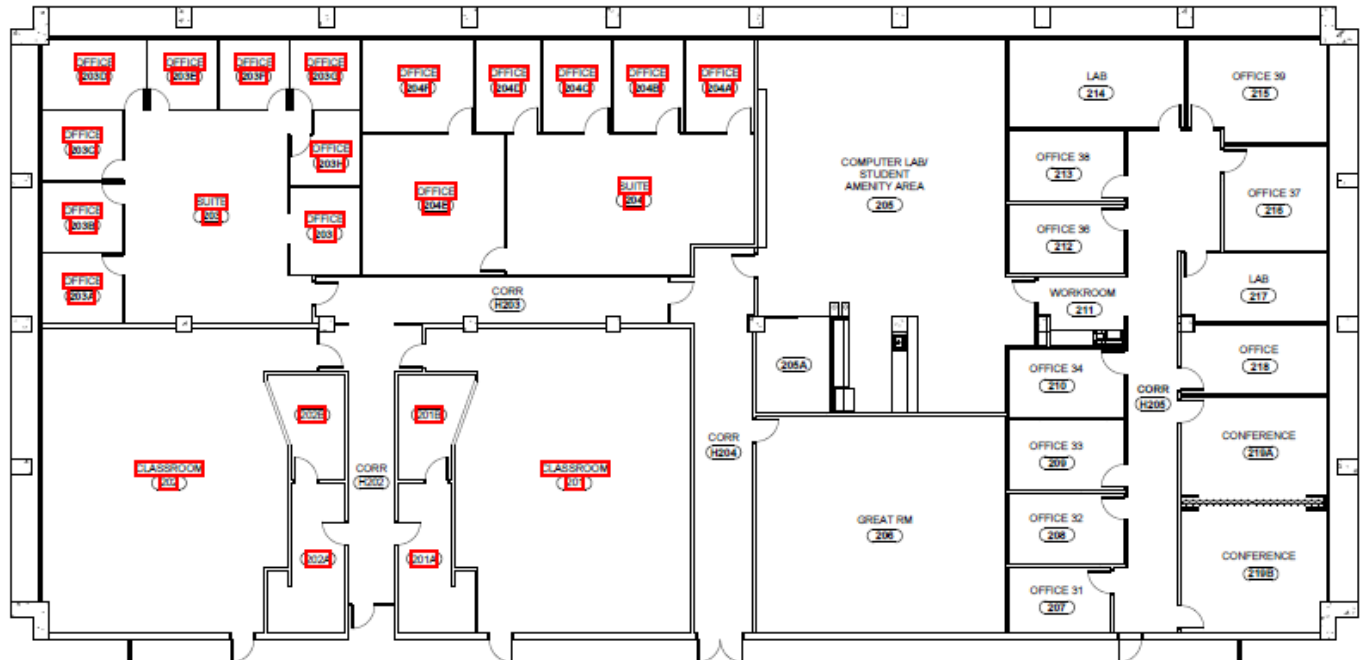 OFFICE
203D
OFFICE
203E
OFFICE
203F
OFFICE
203G
OFFICE
204F
OFFICE
204D
OFFICE
204C
OFFICE
204B
OFFICE
204A
LAB
214
OFFICE 39
215
OFFICE
203C
OFFICE
203H
COMPUTER LAB/
STUDENT
AMENITY AREA
205
OFFICE 38
213
OFFICE 37
216
OFFICE
203B
SUITE
203
OFFICE
203I
OFFICE
204E
SUITE
204
OFFICE 36
212
OFFICE
203A
CORR
H203
WORKROOM
211
LAB
217
205A
OFFICE 34
210
OFFICE
218
CORR
H205
202B
201B
CLASSROOM
202
CORR
H202
CLASSROOM
201
CORR
H204
OFFICE 33
209
CONFERENCE
219A
202A
201A
GREAT RM
206
OFFICE 32
208
CONFERENCE
219B
OFFICE 31
207